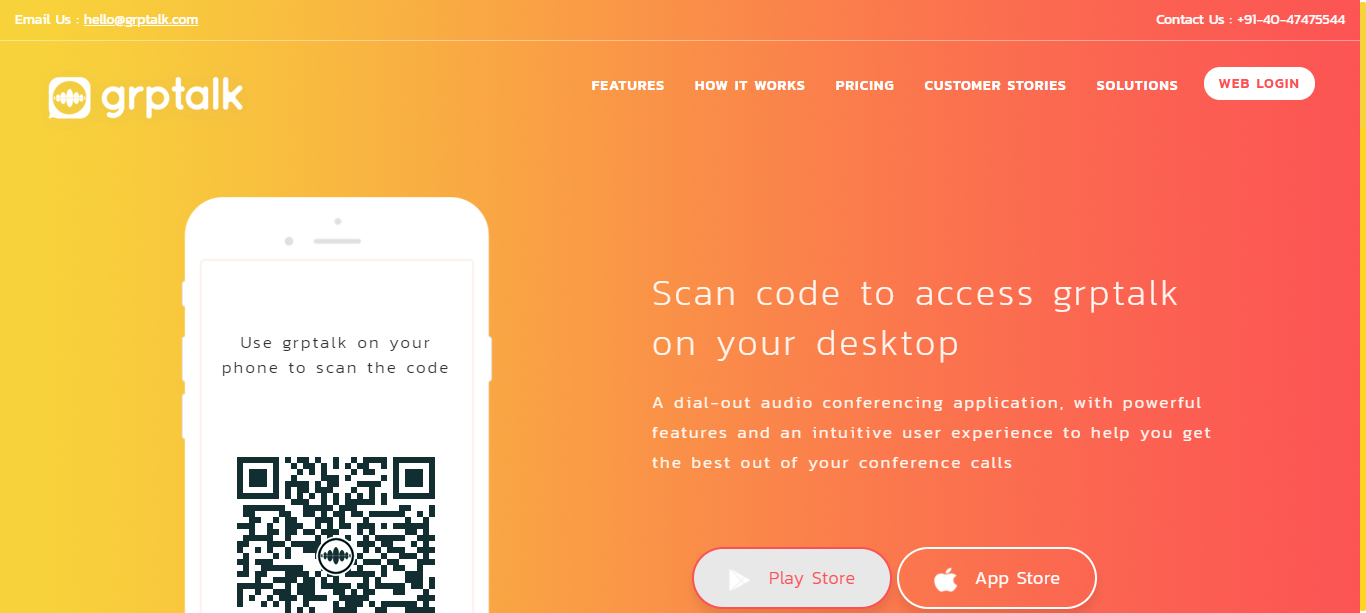 Email Us : hello@grptalk.com
Contact Us : +91-40-47475544
grptalk
FEATURES
HOW IT WORKS
PRICING
CUSTOMER STORIES
SOLUTIONS
WEB LOGIN
Use grptalk on your
phone to scan the code
Scan code to access grptalk
on your desktop
A dial-out audio conferencing application, with powerful
features and an intuitive user experience to help you get
the best out of your conference calls
Play Store
App Store